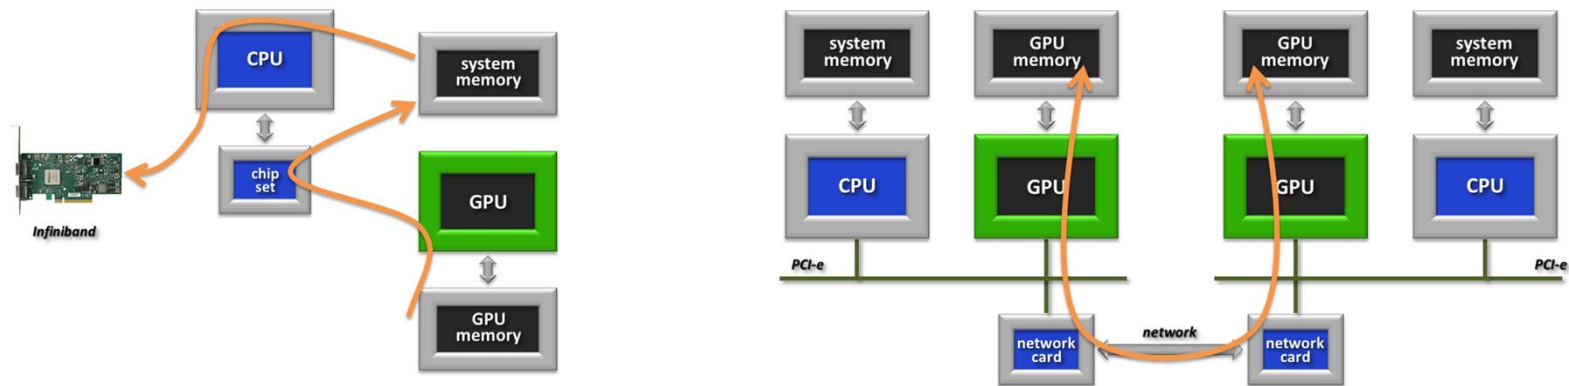 CPU
system
memory
chip
set
GPU
Infiniband
GPU
memory
system
memory
GPU
memory
GPU
memory
system
memory
CPU
GPU
GPU
CPU
PCI-e
PCI-e
network
card
network
network
card